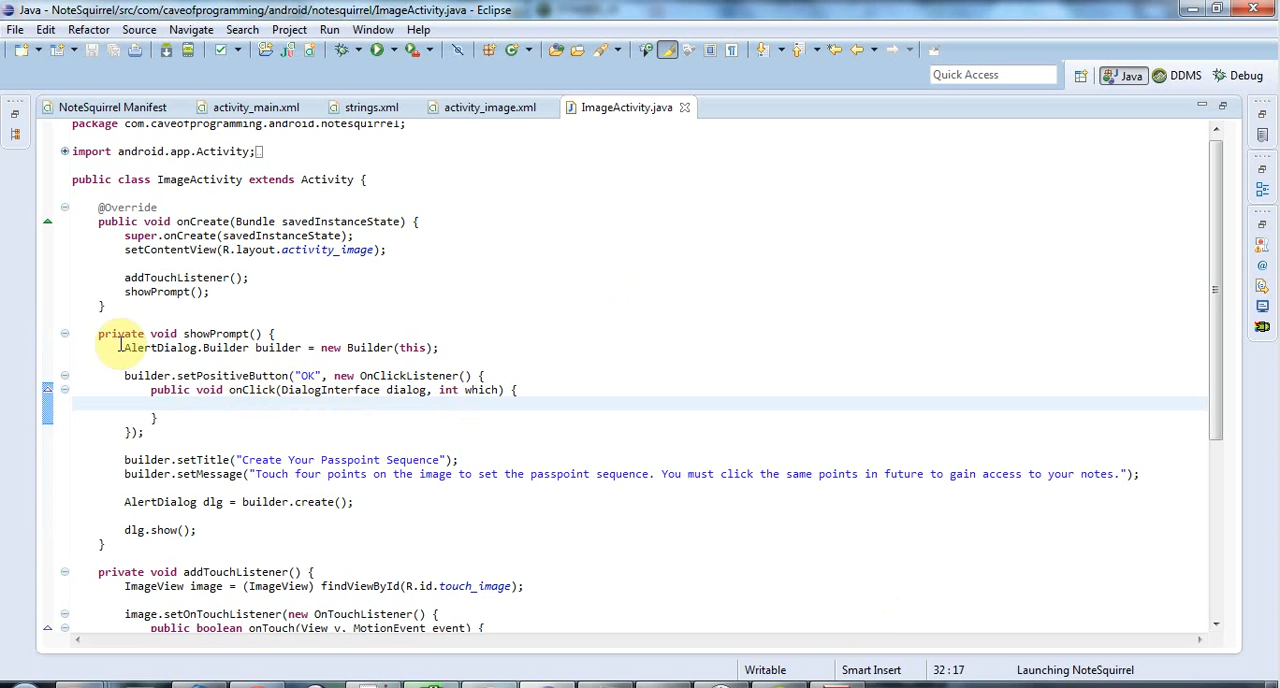 Java - NoteSquirrel/src/com/caveofprogramming/android/notesquirrel/ImageActivity.java - Eclipse
File Edit Refactor Source Navigate Search Project Run Window Help
Quick Access Java DDMS Debug
NoteSquirrel Manifest activity_main.xml strings.xml activity_image.xml ImageActivity.java
package com.caveofprogramming.android.notesquirrel;
import android.app.Activity;
public class ImageActivity extends Activity {
@Override
public void onCreate(Bundle savedInstanceState) {
super.onCreate(savedInstanceState);
setContentView(R.layout.activity_image);
addTouchListener();
showPrompt();
}
private void showPrompt() {
AlertDialog.Builder builder = new Builder(this);
builder.setPositiveButton("OK", new OnClickListener() {
public void onClick(DialogInterface dialog, int which) {
}
});
builder.setTitle("Create Your Passpoint Sequence");
builder.setMessage("Touch four points on the image to set the passpoint sequence. You must click the same points in future to gain access to your notes.");
AlertDialog dlg = builder.create();
dlg.show();
}
private void addTouchListener() {
ImageView image = (ImageView) findViewById(R.id.touch_image);
image.setOnTouchListener(new OnTouchListener() {
public boolean onTouch(View v, MotionEvent event) {
Writable Smart Insert 32 : 17 Launching NoteSquirrel